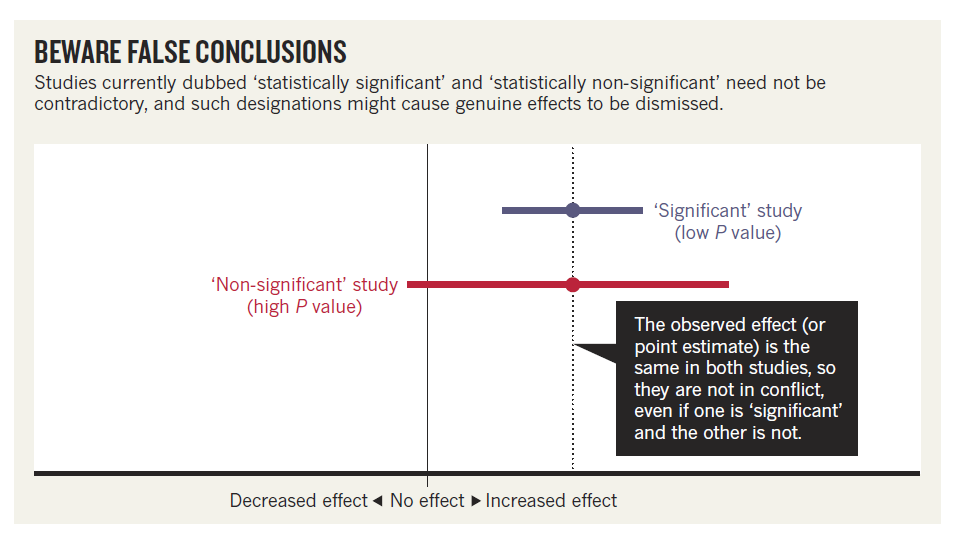 BEWARE FALSE CONCLUSIONS
Studies currently dubbed ‘statistically significant’ and ‘statistically non-significant’ need not be
contradictory, and such designations might cause genuine effects to be dismissed.
‘Significant’ study
(low P value)
‘Non-significant’ study
(high P value)
The observed effect (or
point estimate) is the
same in both studies, so
they are not in conflict,
even if one is ‘significant’
and the other is not.
Decreased effect ◀ No effect ▶ Increased effect